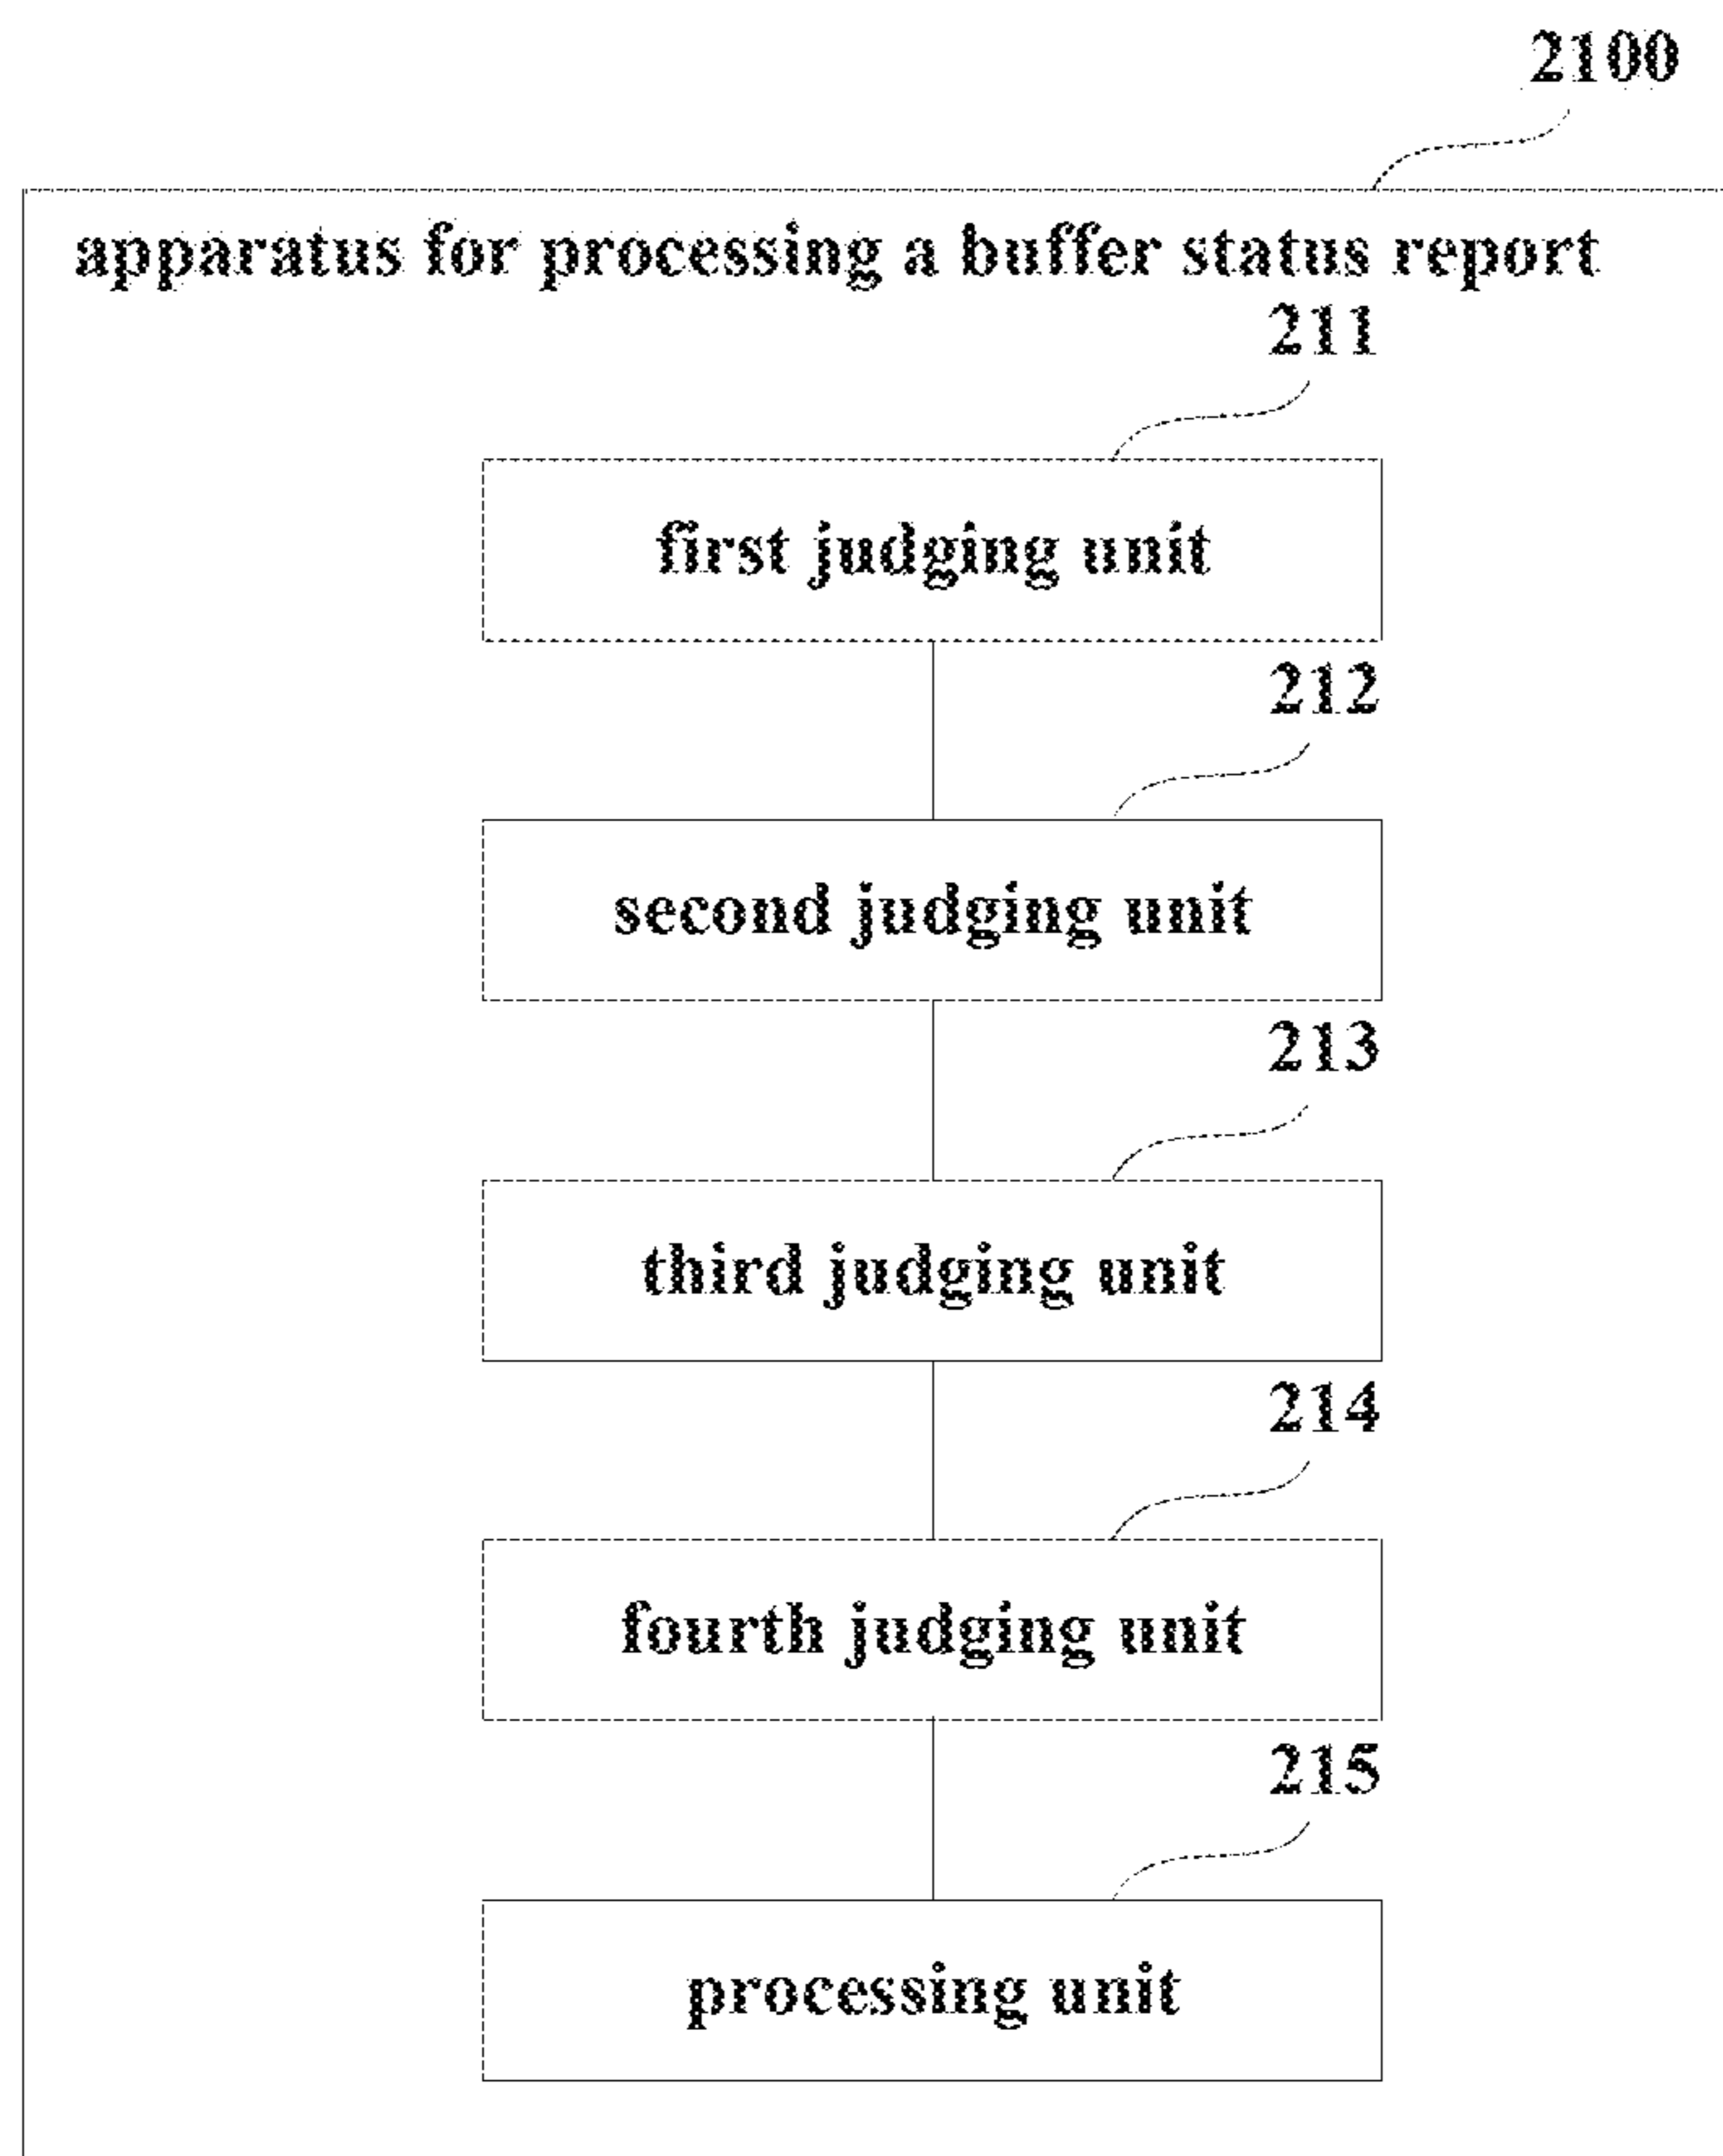 2100
apparatus for processing a buffer status report
211
first judging unit
212
second judging unit
213
third judging unit
214
fourth judging unit
215
processing unit